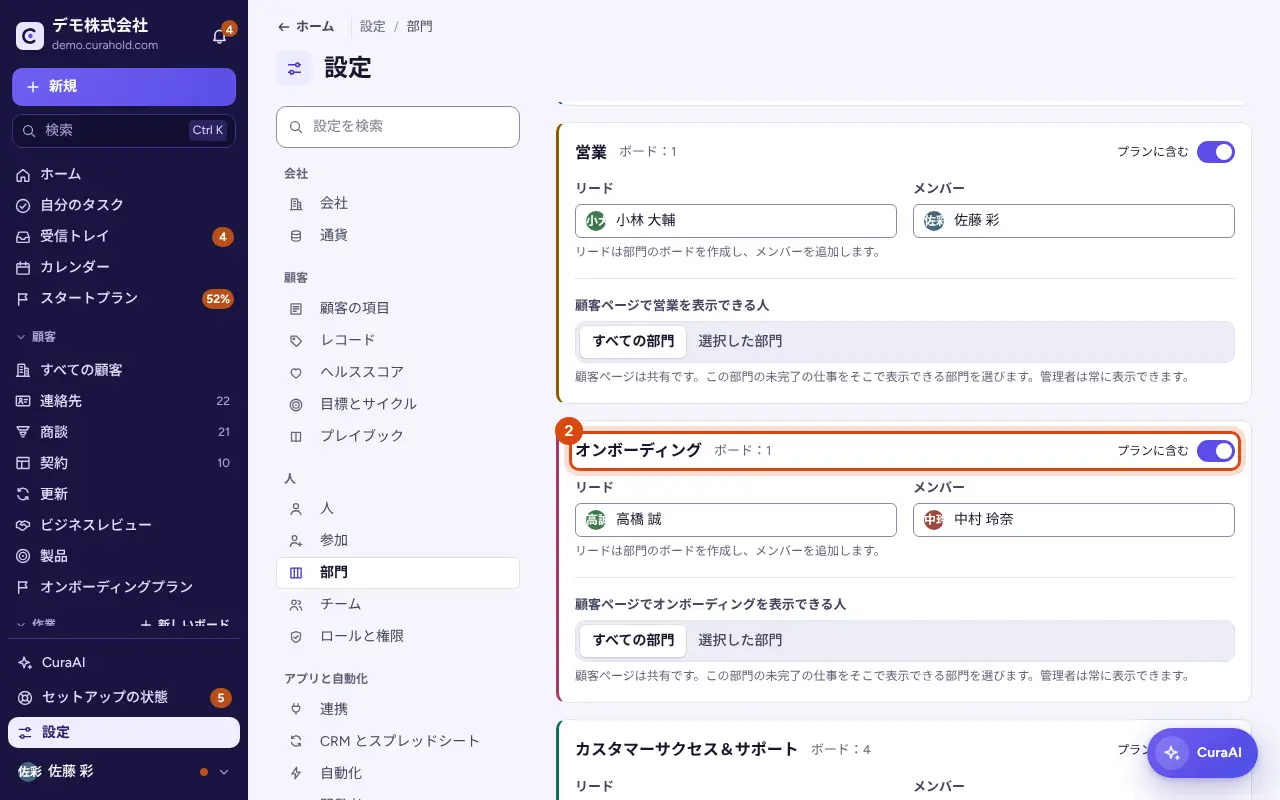 デモ株式会社
demo.curahold.com
4
+ 新規
検索 Ctrl K
ホーム
自分のタスク
受信トレイ 4
カレンダー
スタートプラン 52%
顧客
すべての顧客
連絡先 22
商談 21
契約 10
更新
ビジネスレビュー
製品
オンボーディングプラン
作業 + 新しいボード
CuraAI
セットアップの状態 5
設定
佐彩 佐藤 彩
← ホーム 設定 / 部門
設定
設定を検索
会社
会社
通貨
顧客
顧客の項目
レコード
ヘルススコア
目標とサイクル
プレイブック
人
人
参加
部門
チーム
ロールと権限
アプリと自動化
連携
CRM とスプレッドシート
自動化
営業 ボード：1 プランに含む
リード メンバー
小林 大輔 佐藤 彩
リードは部門のボードを作成し、メンバーを追加します。
顧客ページで営業を表示できる人
すべての部門 選択した部門
顧客ページは共有です。この部門の未完了の仕事をそこで表示できる部門を選びます。管理者は常に表示できます。
2
オンボーディング ボード：1 プランに含む
リード メンバー
高橋 誠 中村 玲奈
リードは部門のボードを作成し、メンバーを追加します。
顧客ページでオンボーディングを表示できる人
すべての部門 選択した部門
顧客ページは共有です。この部門の未完了の仕事をそこで表示できる部門を選びます。管理者は常に表示できます。
カスタマーサクセス＆サポート ボード：4 プラン
リード メンバー
CuraAI